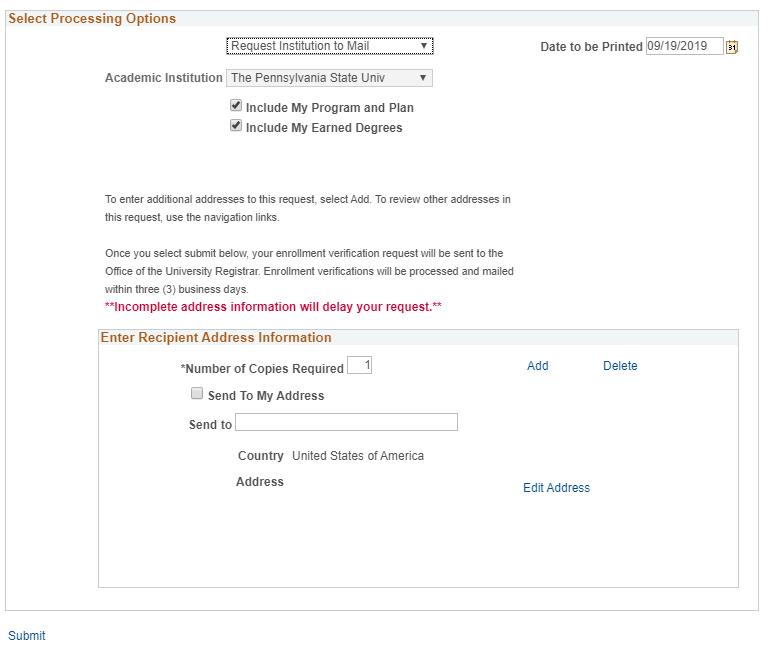 Select Processing Options
Request Institution to Mail
Date to be Printed 09/19/2019
31
Academic Institution The Pennsylvania State Univ
Include My Program and Plan
Include My Earned Degrees
To enter additional addresses to this request, select Add. To review other addresses in
this request, use the navigation links.
Once you select submit below, your enrollment verification request will be sent to the
Office of the University Registrar. Enrollment verifications will be processed and mailed
within three (3) business days.
**Incomplete address information will delay your request.**
Enter Recipient Address Information
*Number of Copies Required 1
Add
Delete
Send To My Address
Send to
Country United States of America
Address
Edit Address
Submit